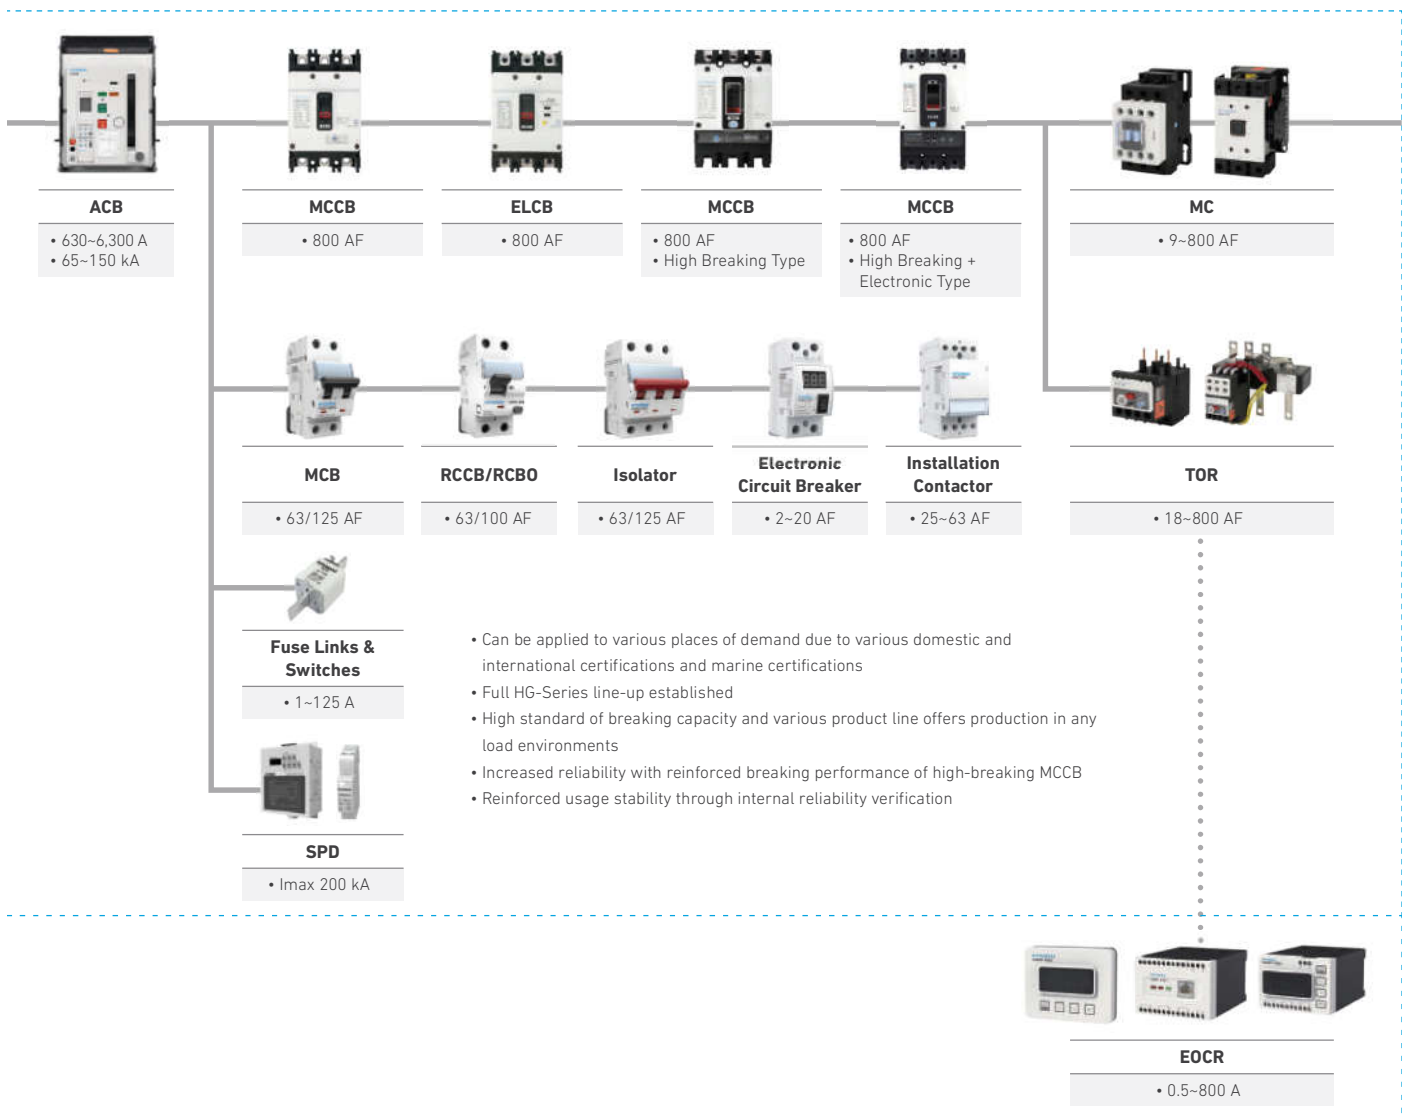 ACB
• 630~6,300 A
• 65~150 kA
MCCB
• 800 AF
ELCB
• 800 AF
MCCB
• 800 AF
• High Breaking Type
MCCB
• 800 AF
• High Breaking +
Electronic Type
MC
• 9~800 AF
MCB
• 63/125 AF
RCCB/RCBO
• 63/100 AF
Isolator
• 63/125 AF
Electronic
Circuit Breaker
• 2~20 AF
Installation
Contactor
• 25~63 AF
TOR
• 18~800 AF
Fuse Links &
Switches
• 1~125 A
• Can be applied to various places of demand due to various domestic and
international certifications and marine certifications
• Full HG-Series line-up established
• High standard of breaking capacity and various product line offers production in any
load environments
• Increased reliability with reinforced breaking performance of high-breaking MCCB
• Reinforced usage stability through internal reliability verification
SPD
• Imax 200 kA
EOCR
• 0.5~800 A